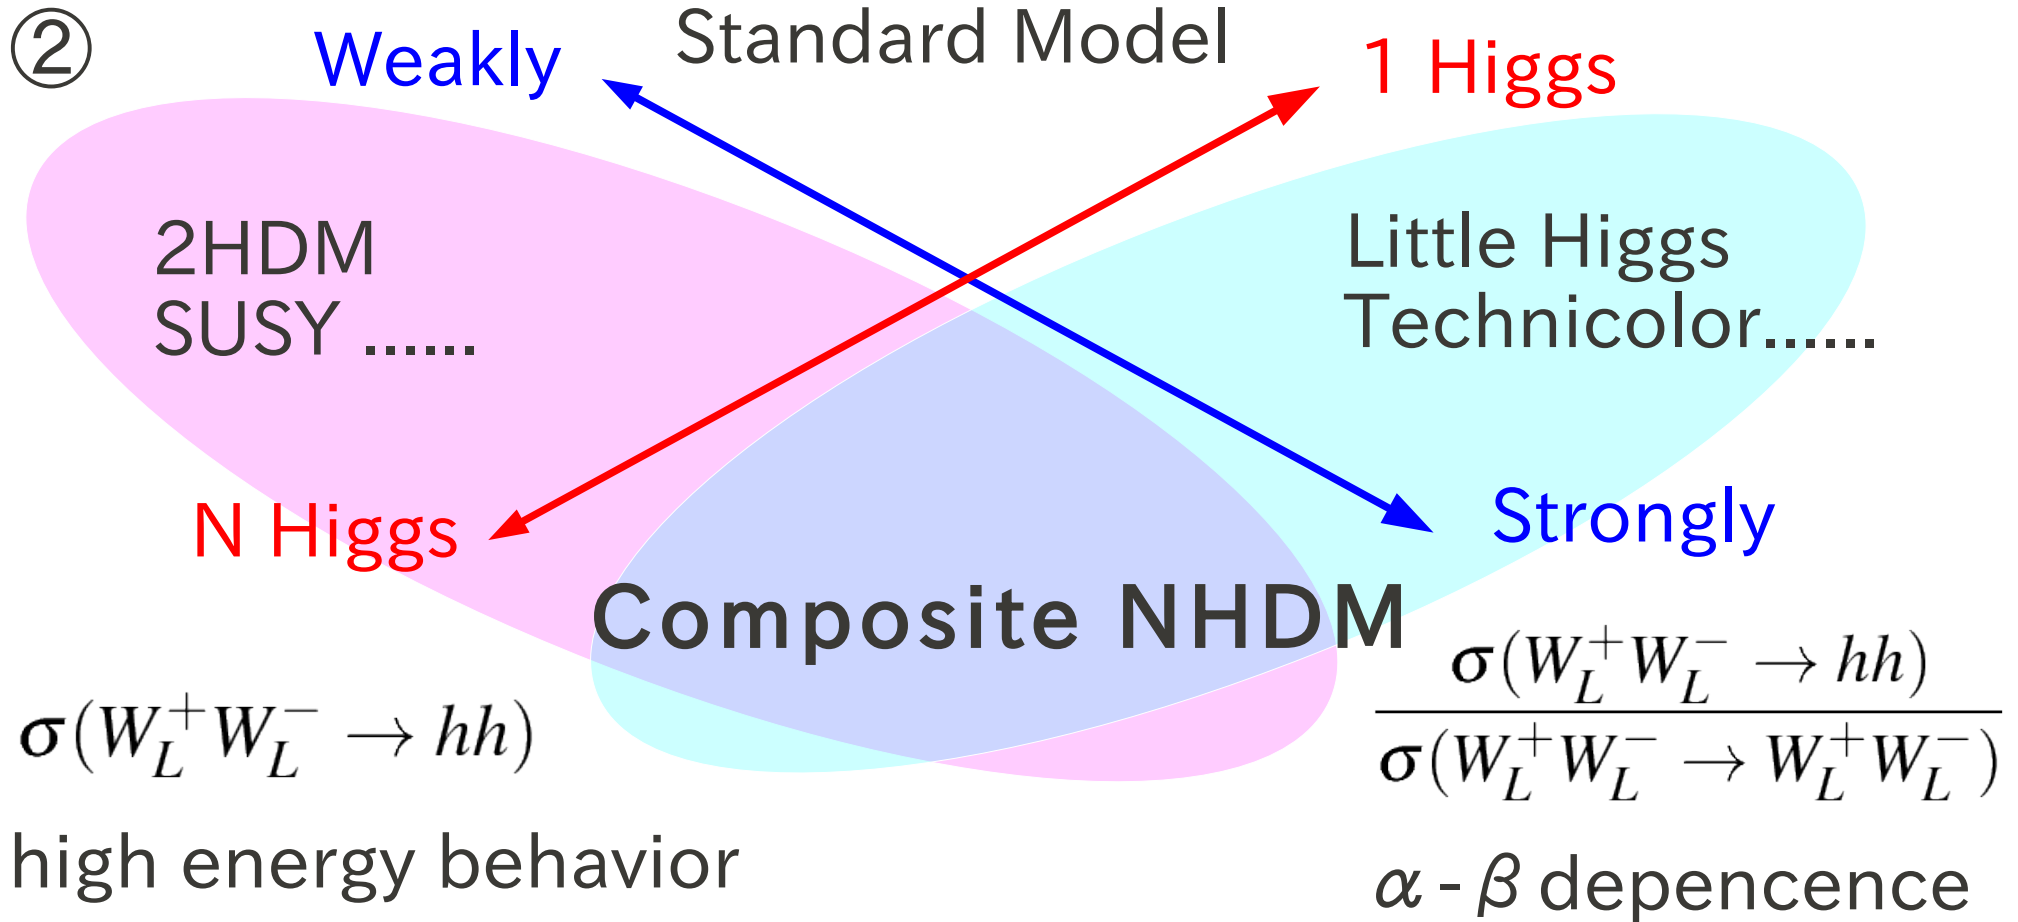 ②
Weakly
Standard Model
1 Higgs
2HDM
SUSY ......
Little Higgs
Technicolor......
N Higgs
Strongly
Composite NHDM
σ(W_L^+ W_L^- → hh)
high energy behavior
σ(W_L^+ W_L^- → hh)
σ(W_L^+ W_L^- → W_L^+ W_L^-)
α - β depencence